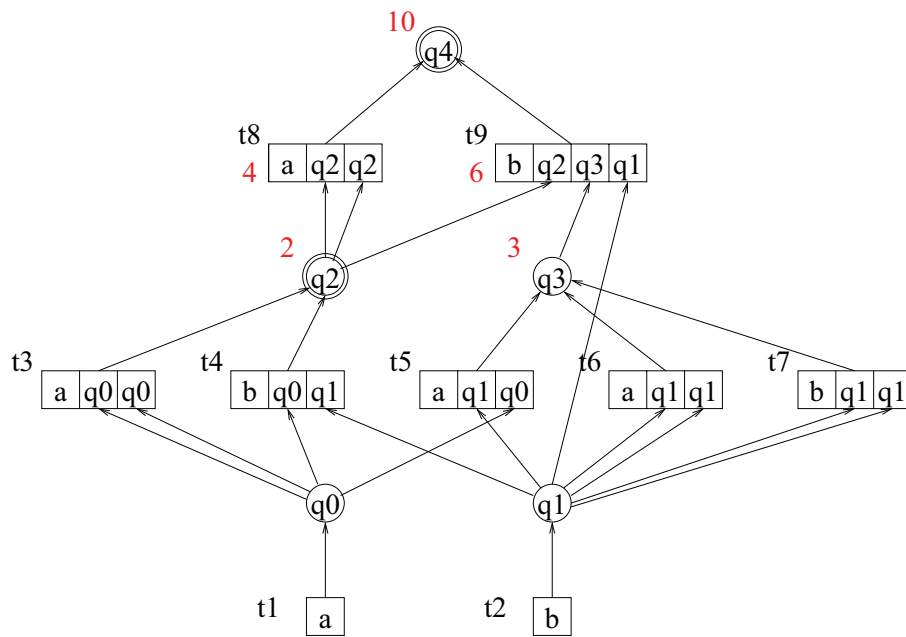 10
q4
t8 t9
4 a q2 q2 6 b q2 q3 q1
2 3
q2 q3
t3 t4 t5 t6 t7
a q0 q0 b q0 q1 a q1 q0 a q1 q1 b q1 q1
q0 q1
t1 a t2 b